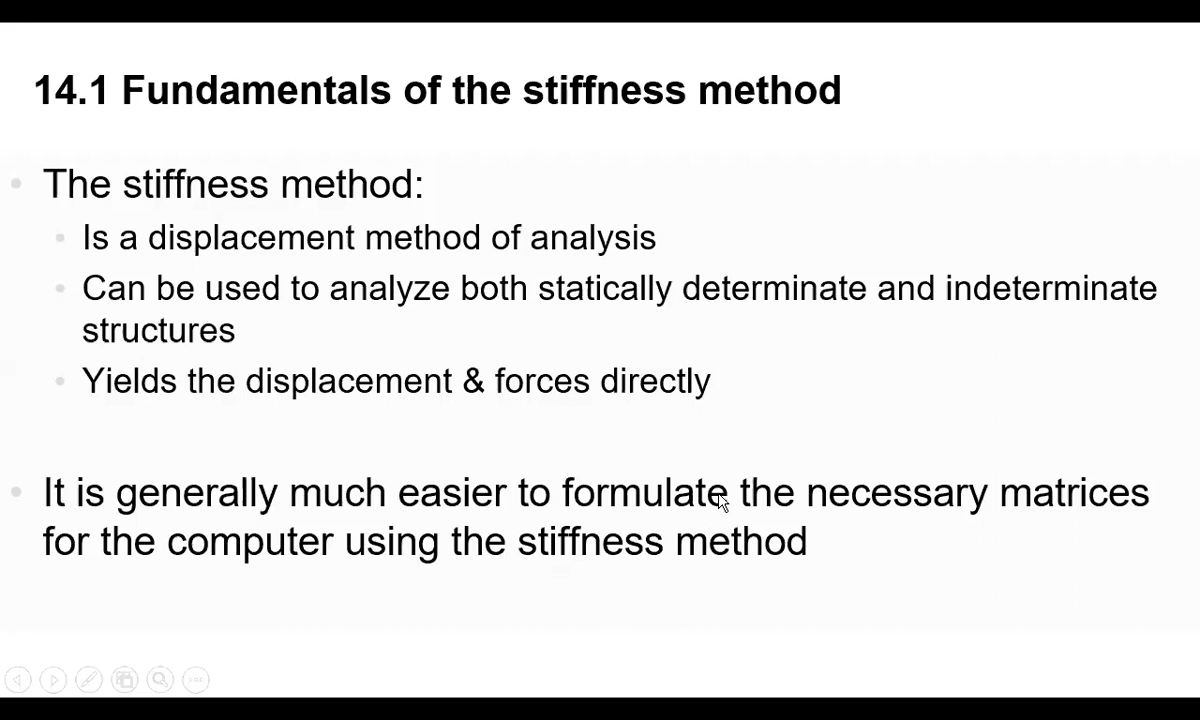 14.1 Fundamentals of the stiffness method
The stiffness method:
Is a displacement method of analysis
Can be used to analyze both statically determinate and indeterminate
structures
Yields the displacement & forces directly
It is generally much easier to formulate the necessary matrices
for the computer using the stiffness method